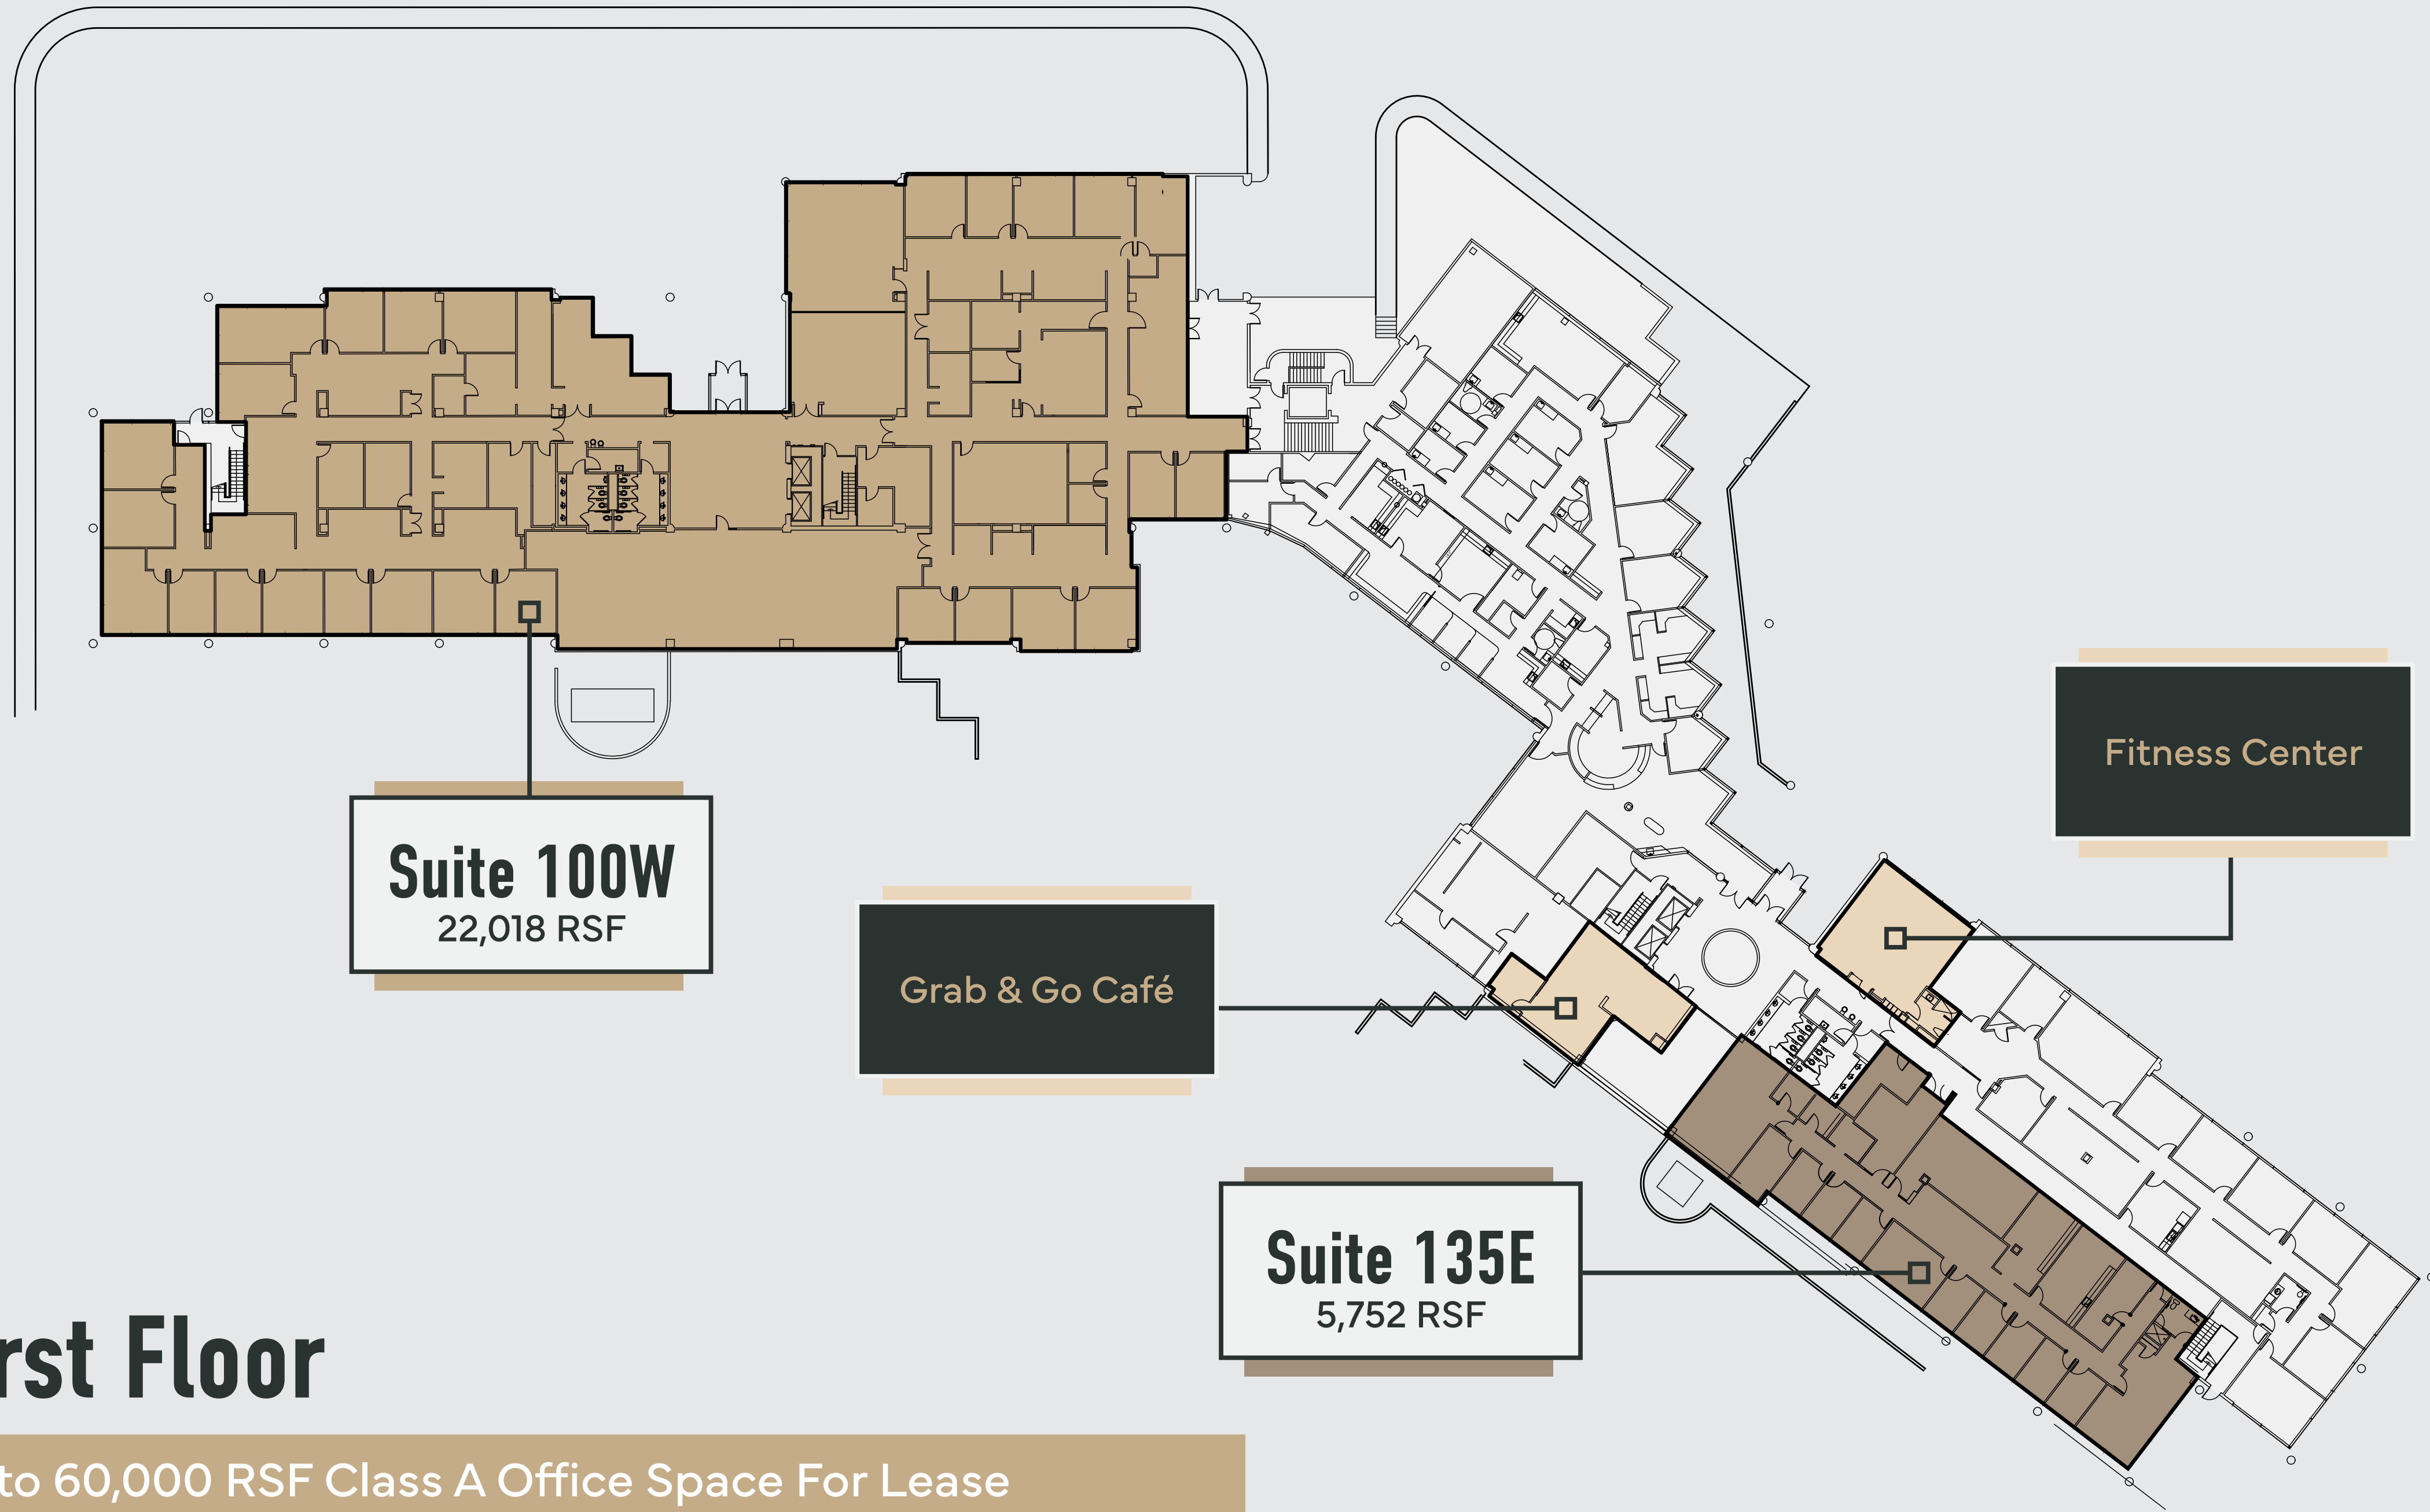 Fitness Center
Suite 100W
22,018 RSF
Grab & Go Café
Suite 135E
5,752 RSF
rst Floor
to 60,000 RSF Class A Office Space For Lease